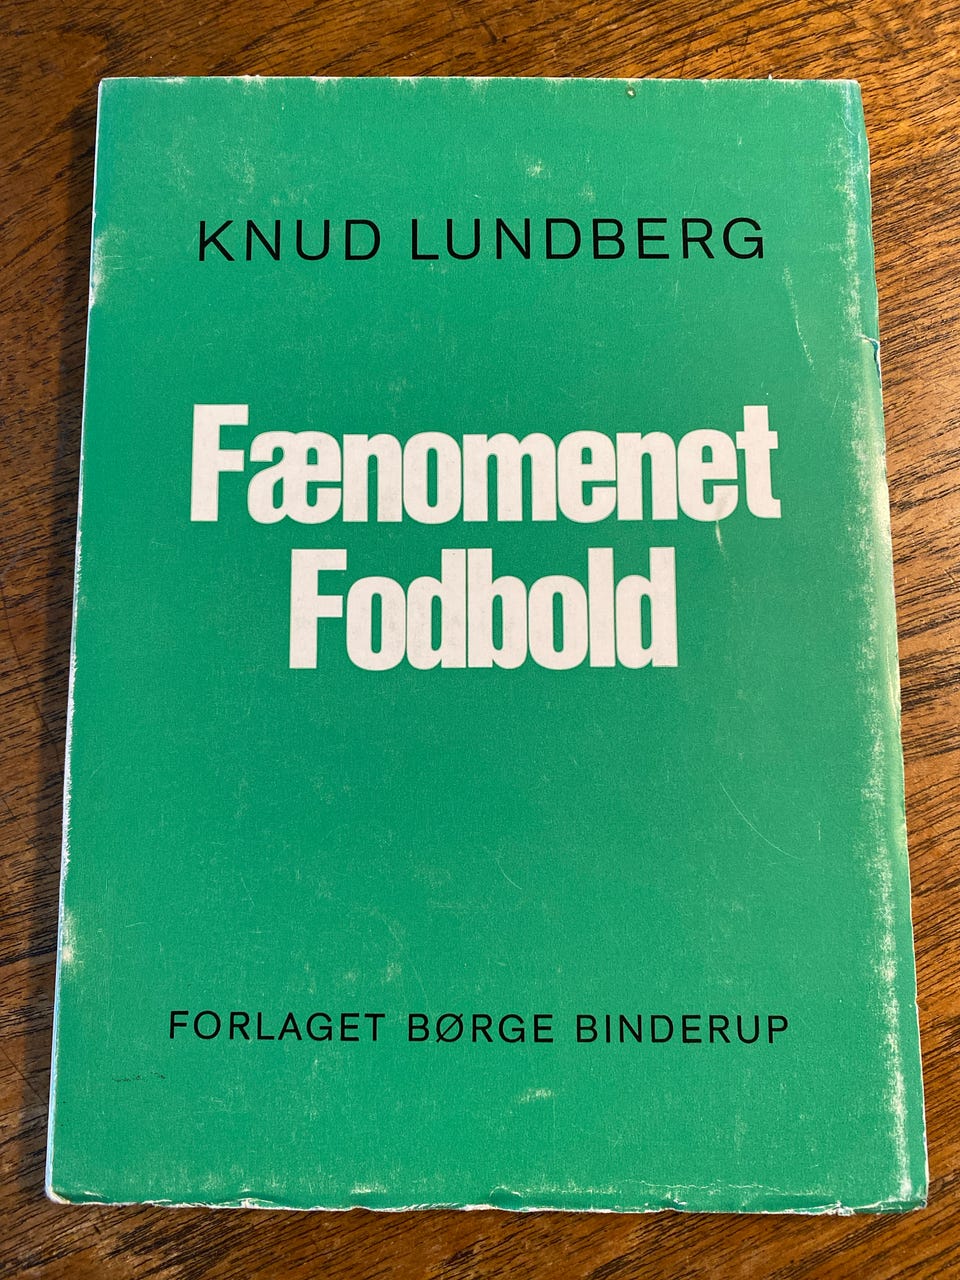 KNUD LUNDBERG
Fænomenet
Fodbold
FORLAGET BØRGE BINDERUP